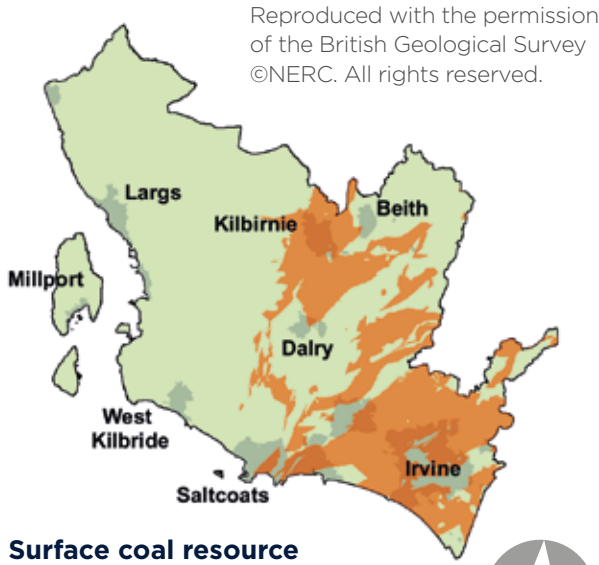 Reproduced with the permission
of the British Geological Survey
©NERC. All rights reserved.
Largs
Kilbirnie
Beith
Millport
Dalry
West
Kilbride
Irvine
Saltcoats
Surface coal resource